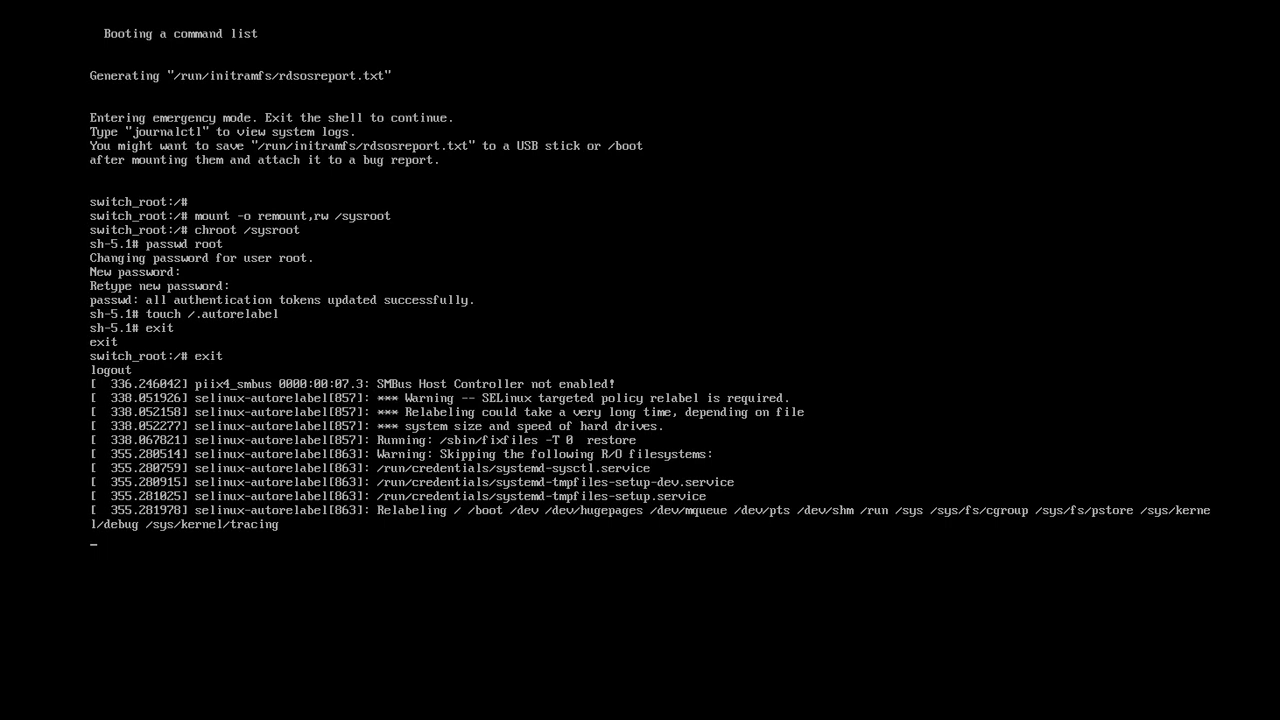 Booting a command list
Generating "/run/initramfs/rdsosreport.txt"
Entering emergency mode. Exit the shell to continue.
Type "journalctl" to view system logs.
You might want to save "/run/initramfs/rdsosreport.txt" to a USB stick or /boot
after mounting them and attach it to a bug report.
switch_root:/#
switch_root:/# mount -o remount,rw /sysroot
switch_root:/# chroot /sysroot
sh-5.1# passwd root
Changing password for user root.
New password:
Retype new password:
passwd: all authentication tokens updated successfully.
sh-5.1# touch /.autorelabel
sh-5.1# exit
exit
switch_root:/# exit
logout
[  336.246042] piix4_smbus 0000:00:07.3: SMBus Host Controller not enabled!
[  338.051926] selinux-autorelabel[857]: *** Warning -- SELinux targeted policy relabel is required.
[  338.052158] selinux-autorelabel[857]: *** Relabeling could take a very long time, depending on file
[  338.052277] selinux-autorelabel[857]: *** system size and speed of hard drives.
[  338.067821] selinux-autorelabel[857]: Running: /sbin/fixfiles -T 0  restore
[  355.280514] selinux-autorelabel[863]: Warning: Skipping the following R/O filesystems:
[  355.280759] selinux-autorelabel[863]: /run/credentials/systemd-sysctl.service
[  355.280915] selinux-autorelabel[863]: /run/credentials/systemd-tmpfiles-setup-dev.service
[  355.281025] selinux-autorelabel[863]: /run/credentials/systemd-tmpfiles-setup.service
[  355.281978] selinux-autorelabel[863]: Relabeling / /boot /dev /dev/hugepages /dev/mqueue /dev/pts /dev/shm /run /sys /sys/fs/cgroup /sys/fs/pstore /sys/kerne
l/debug /sys/kernel/tracing
_